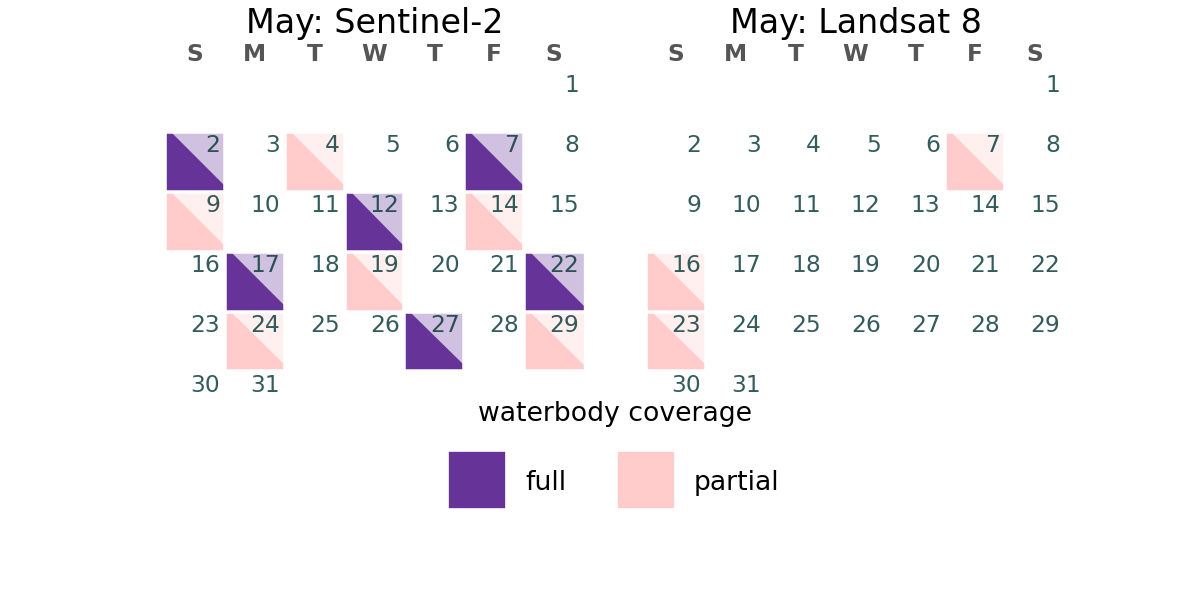 May: Sentinel-2
S M T W T F S
1
2 3 4 5 6 7 8
9 10 11 12 13 14 15
16 17 18 19 20 21 22
23 24 25 26 27 28 29
30 31
May: Landsat 8
S M T W T F S
1
2 3 4 5 6 7 8
9 10 11 12 13 14 15
16 17 18 19 20 21 22
23 24 25 26 27 28 29
30 31
waterbody coverage
full
partial